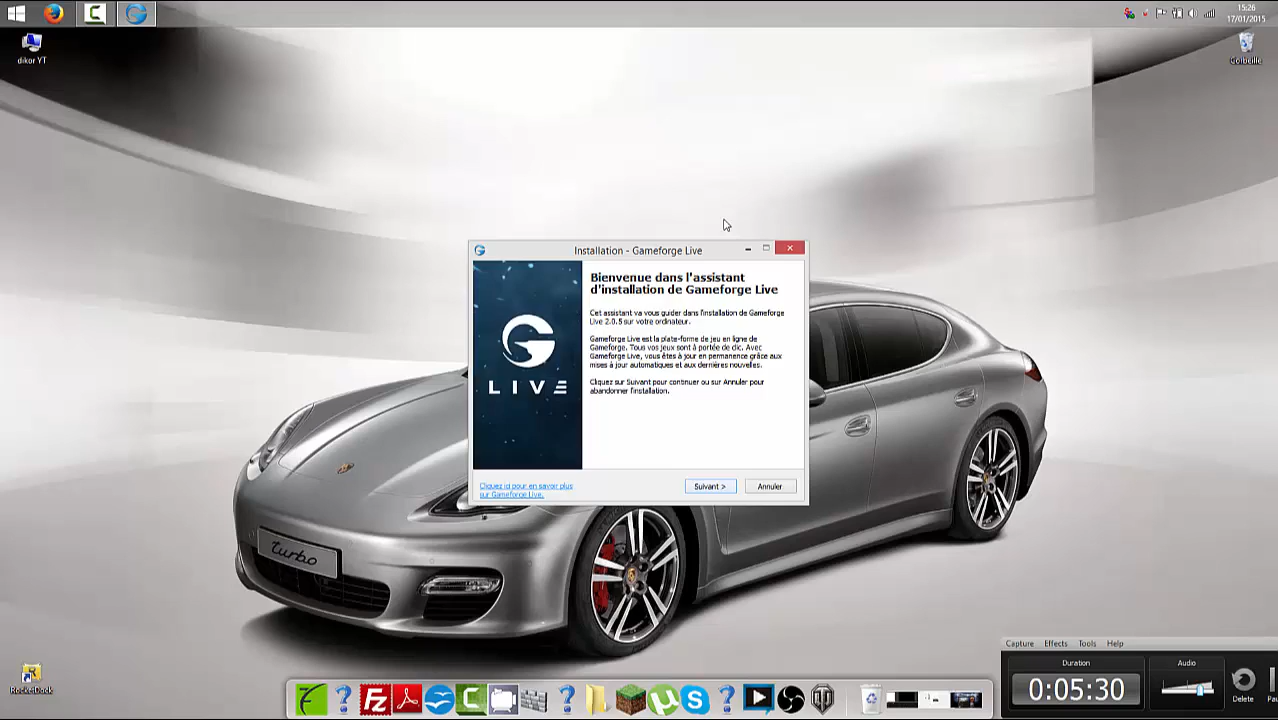 15:26
17/01/2015
dikor YT
Corbeille
Installation - Gameforge Live
Bienvenue dans l'assistant
d'installation de Gameforge Live
Cet assistant va vous guider dans l'installation de Gameforge
Live 2.0.5 sur votre ordinateur.
Gameforge Live est la plate-forme de jeu en ligne de
Gameforge. Tous vos jeux sont à portée de clic. Avec
Gameforge Live, vous êtes à jour en permanence grâce aux
mises à jour automatiques et aux dernières nouvelles.
Cliquez sur Suivant pour continuer ou sur Annuler pour
abandonner l'installation.
LIVE
Cliquez ici pour en savoir plus
sur Gameforge Live.
Suivant >
Annuler
turbo
RocketDock
Capture Effects Tools Help
Duration
Audio
0:05:30
Delete